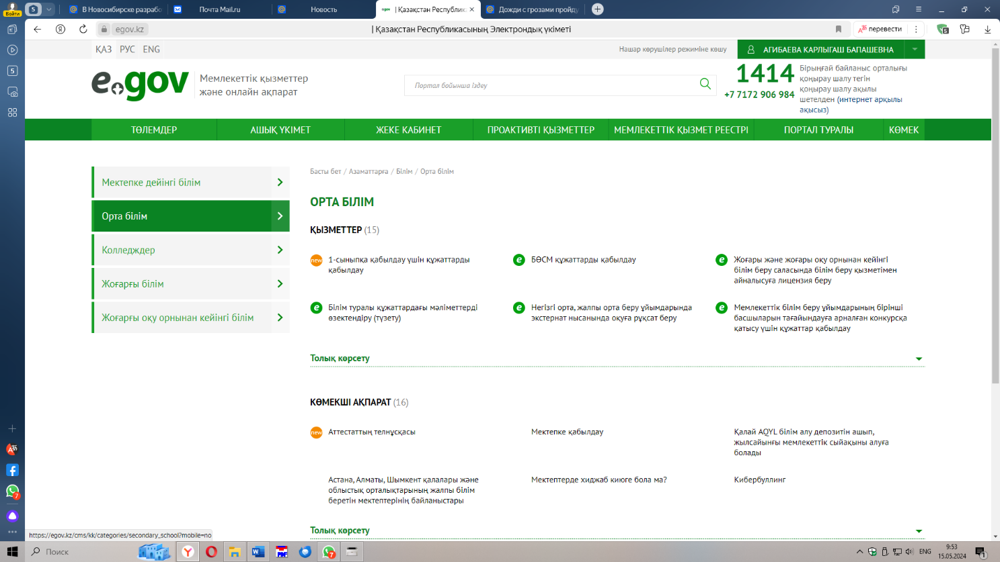 Войти
5
В Новосибирске разрабо
Почта Mail.ru
Новость
| Қазақстан Республик
Дожди с грозами пройду
egov.kz
| Қазақстан Республикасының Электрондық үкіметі
перевести
5
ҚАЗ РУС ENG
Нашар көрушілер режиміне көшу
АГИБАЕВА КАРЛЫГАШ БАПАШЕВНА
5
egov
Мемлекеттік қызметтер
және онлайн ақпарат
Портал бойынша іздеу
1414
+7 7172 906 984
Бірыңғай байланыс орталығы
қоңырау шалу тегін
қоңырау шалу ақылы
шетелден (интернет арқылы
ақысыз)
ТӨЛЕМДЕР
АШЫҚ ҮКІМЕТ
ЖЕКЕ КАБИНЕТ
ПРОАКТИВТІ ҚЫЗМЕТТЕР
МЕМЛЕКЕТТІК ҚЫЗМЕТ РЕЕСТРІ
ПОРТАЛ ТУРАЛЫ
КӨМЕК
Мектепке дейінгі білім
Орта білім
Колледждер
Жоғарғы білім
Жоғарғы оқу орнынан кейінгі білім
Басты бет / Азаматтарға / Білім / Орта білім
ОРТА БІЛІМ
ҚЫЗМЕТТЕР (15)
new
1-сыныпқа қабылдау үшін құжаттарды
қабылдау
БӨСМ құжаттарды қабылдау
Жоғары және жоғары оқу орнынан кейінгі
білім беру саласында білім беру қызметімен
айналысуға лицензия беру
Білім туралы құжаттардағы мәліметтерді
өзектендіру (түзету)
Негізгі орта, жалпы орта беру ұйымдарында
экстернат нысанында оқуға рұқсат беру
Мемлекеттік білім беру ұйымдарының бірінші
басшыларын тағайындауға арналған конкурсқа
қатысу үшін құжаттар қабылдау
Толық көрсету
КӨМЕКШІ АҚПАРАТ (16)
new
Аттестаттың телнұсқасы
Мектепке қабылдау
Қалай AQYL білім алу депозитін ашып,
жылсайынғы мемлекеттік сыйақыны алуға
болады
Астана, Алматы, Шымкент қалалары және
облыстық орталықтарының жалпы білім
беретін мектептерінің байланыстары
Мектептерде хиджаб киюге бола ма?
Кибербуллинг
Толық көрсету
7
https://egov.kz/cms/kk/categories/secondary_school?mobile=no
Поиск
7
ENG
9:53
15.05.2024
1